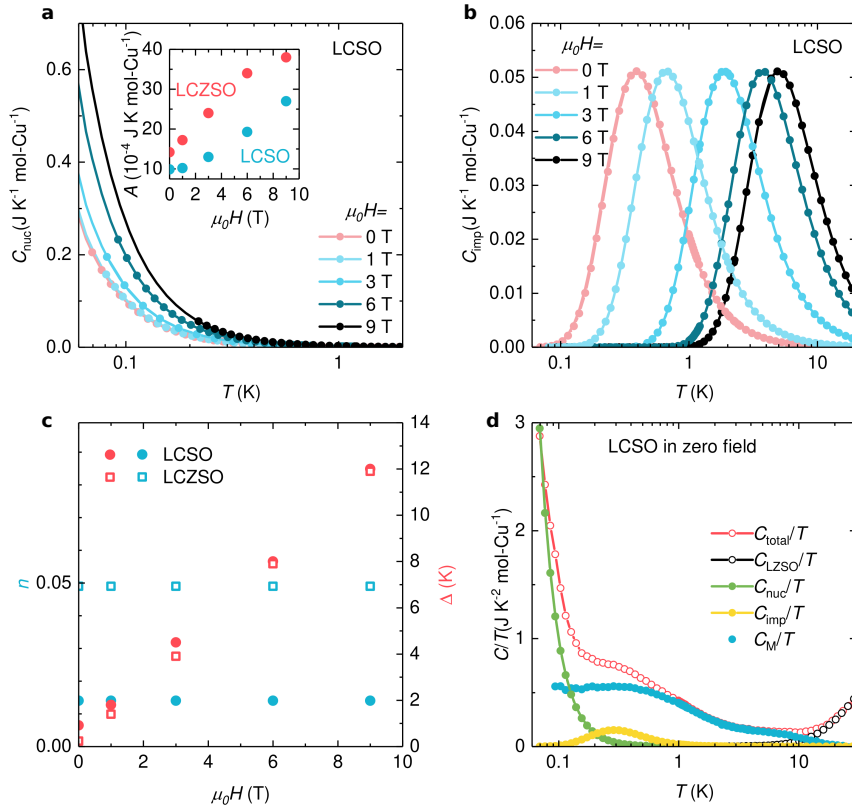 a
LCSO
C_nuc(J K⁻¹ mol-Cu⁻¹)
0.0
0.2
0.4
0.6
0.1
1
T (K)
A (10⁻⁴ J K mol-Cu⁻¹)
10
20
30
40
LCZSO
LCSO
0
2
4
6
8
10
μ₀H (T)
μ₀H=
0 T
1 T
3 T
6 T
9 T
b
LCSO
μ₀H=
0 T
1 T
3 T
6 T
9 T
C_imp(J K⁻¹ mol-Cu⁻¹)
0.00
0.01
0.02
0.03
0.04
0.05
0.06
0.1
1
10
T (K)
c
LCSO
LCZSO
n
0.00
0.05
0
2
4
6
8
10
μ₀H (T)
0
2
4
6
8
10
12
14
Δ (K)
d
LCSO in zero field
C_total/T
C_LZSO/T
C_nuc/T
C_imp/T
C_M/T
C/T(J K⁻² mol-Cu⁻¹)
0
1
2
3
0.1
1
10
T (K)